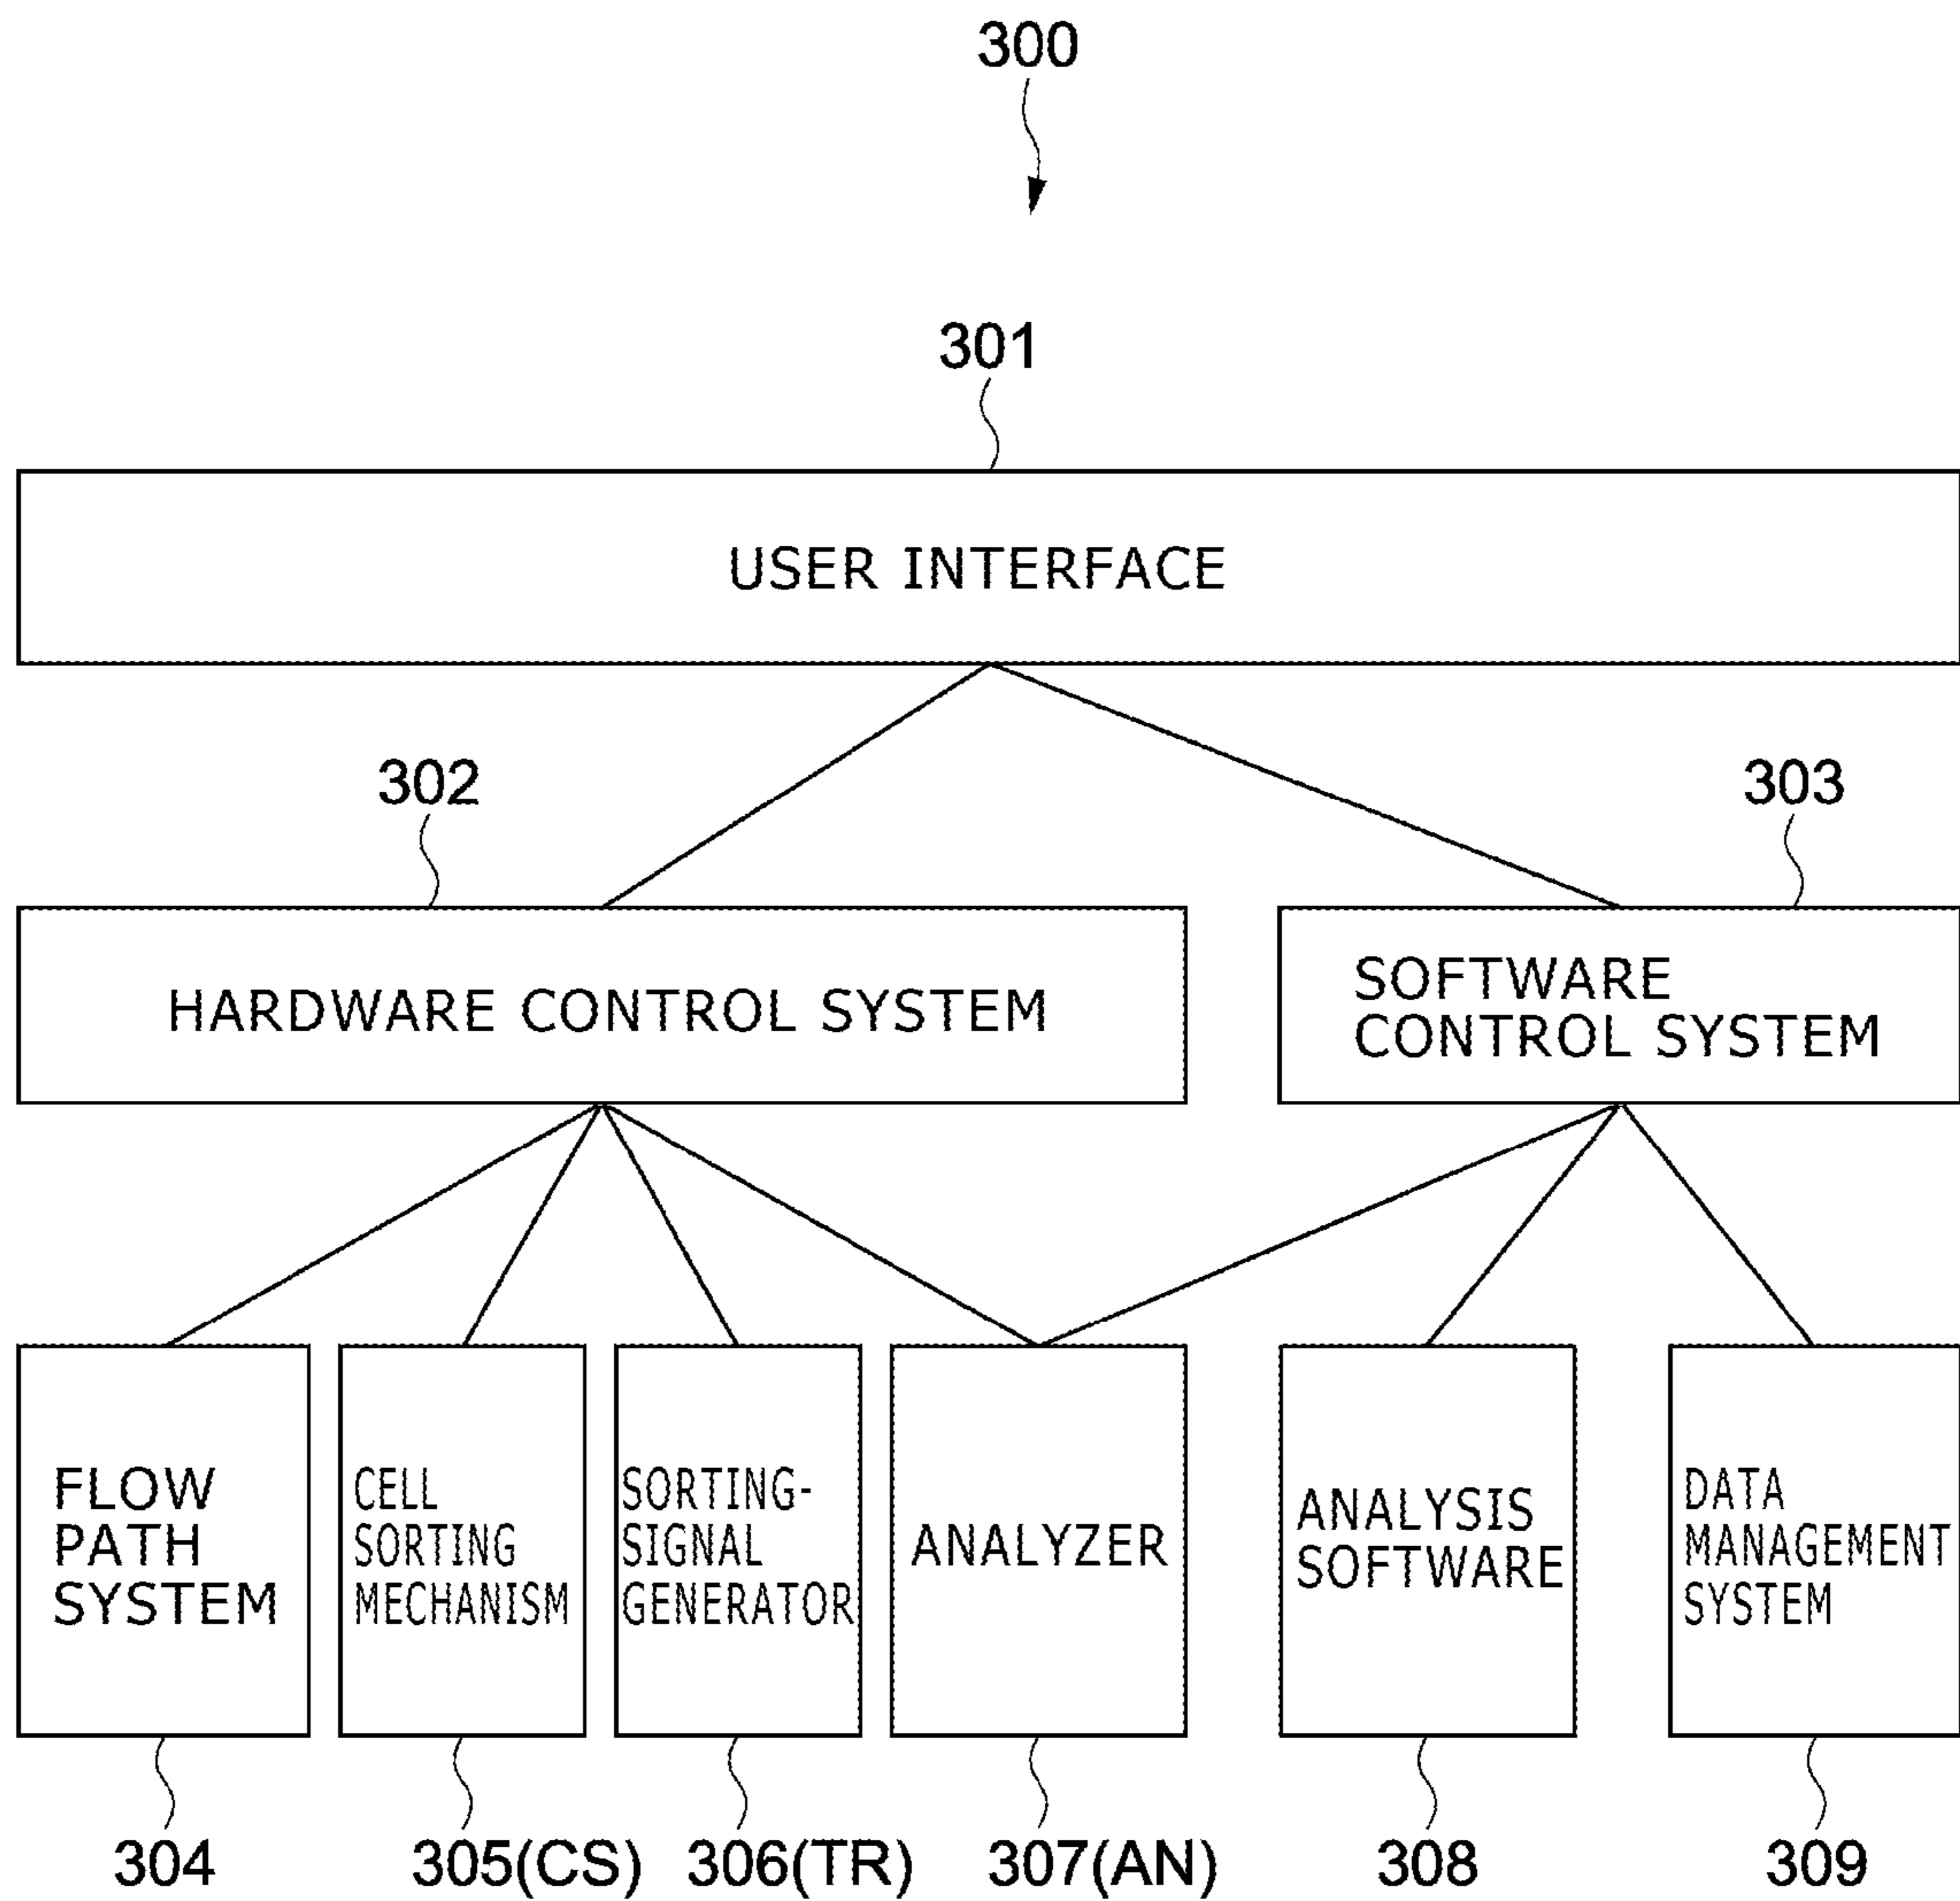 300
301
USER INTERFACE
302
303
HARDWARE CONTROL SYSTEM
SOFTWARE
CONTROL SYSTEM
FLOW
PATH
SYSTEM
CELL
SORTING
MECHANISM
SORTING-
SIGNAL
GENERATOR
ANALYZER
ANALYSIS
SOFTWARE
DATA
MANAGEMENT
SYSTEM
304
305(CS)
306(TR)
307(AN)
308
309